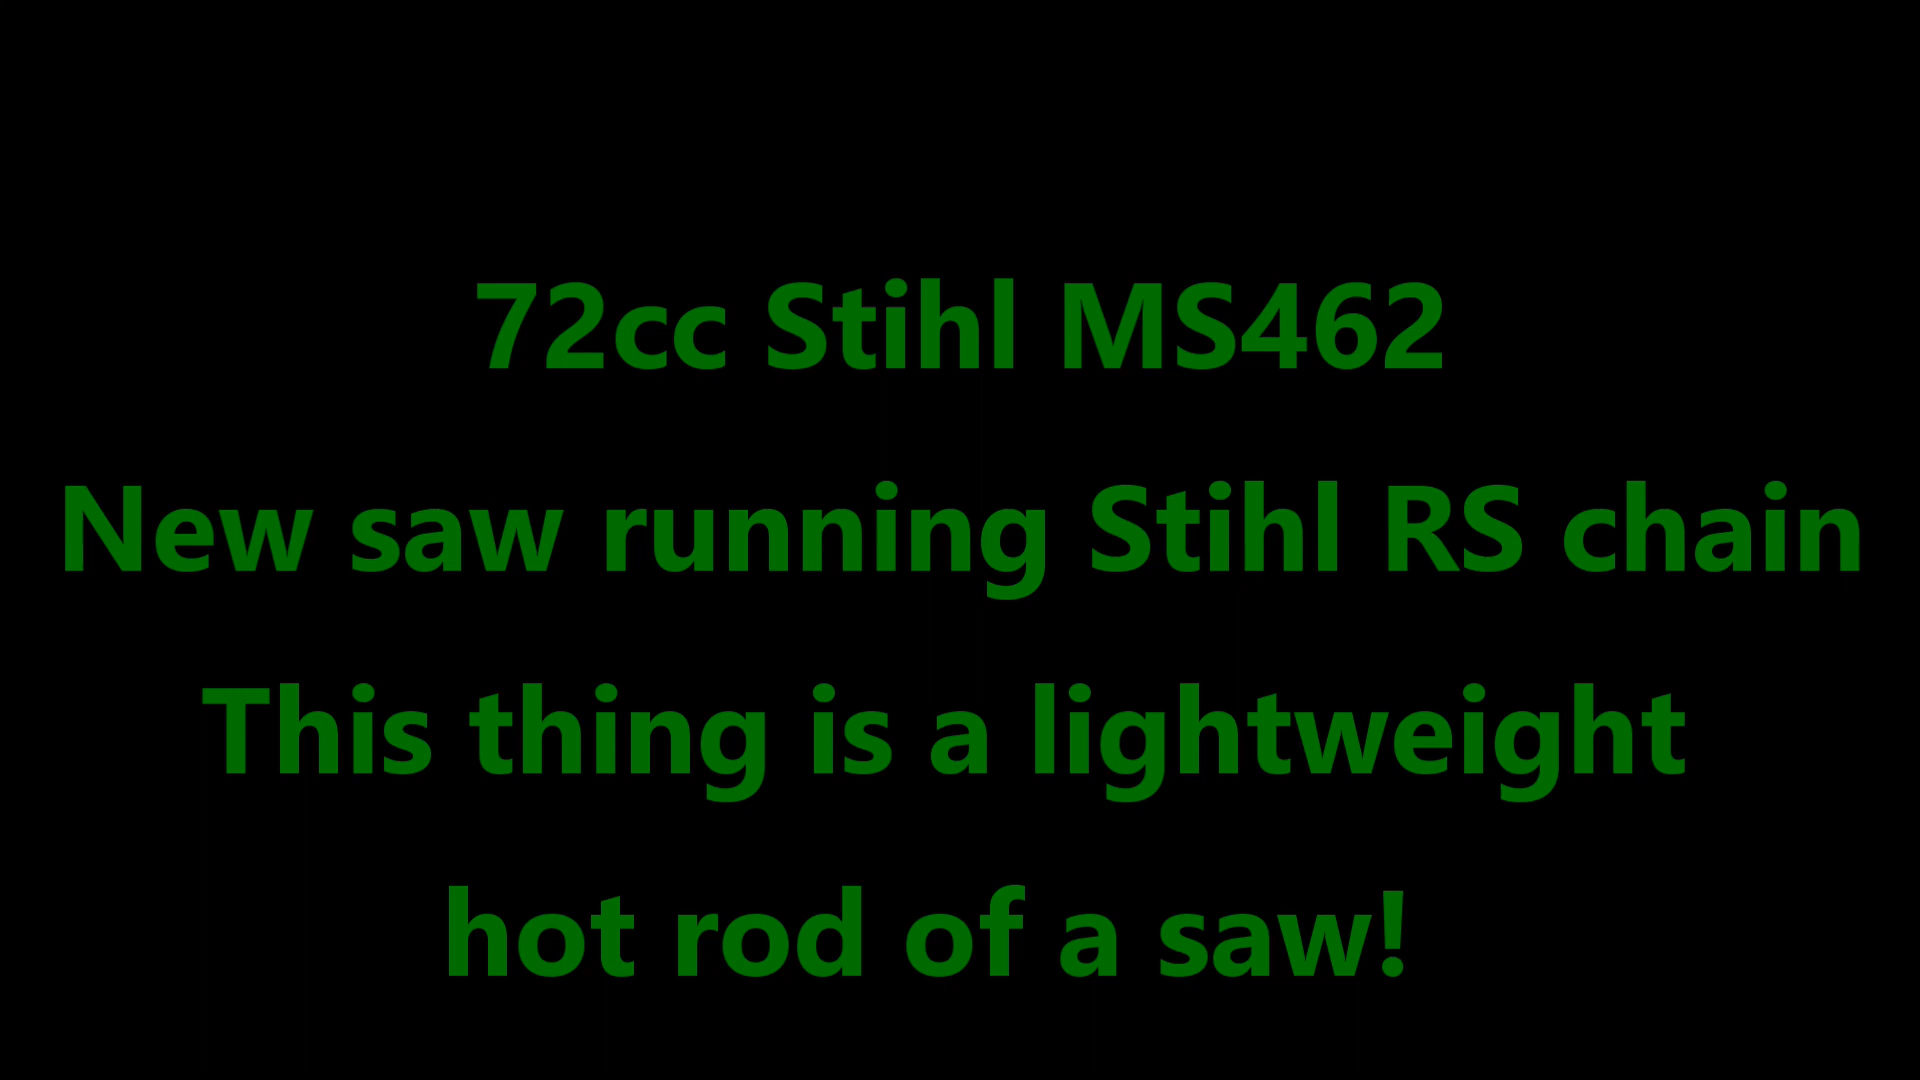 72cc Stihl MS462
New saw running Stihl RS chain
This thing is a lightweight
hot rod of a saw!